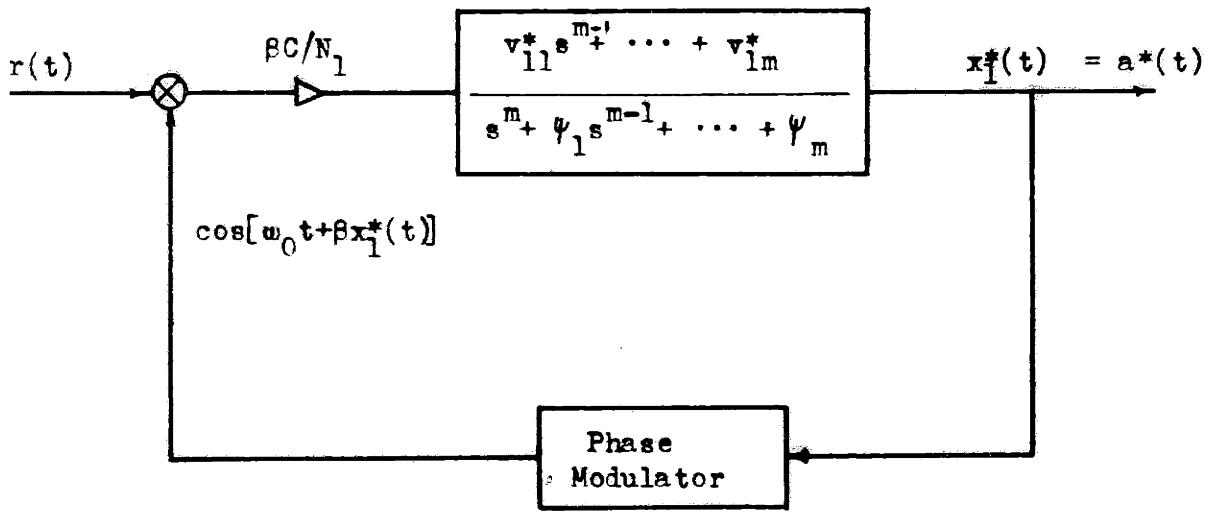 v*₁₁s^{m-1} + ··· + v*₁ₘ
βC/N₁
r(t)
x*₁(t) = a*(t)
s^m + ψ₁s^{m-1} + ··· + ψₘ
cos[ω₀t+βx*₁(t)]
Phase
Modulator